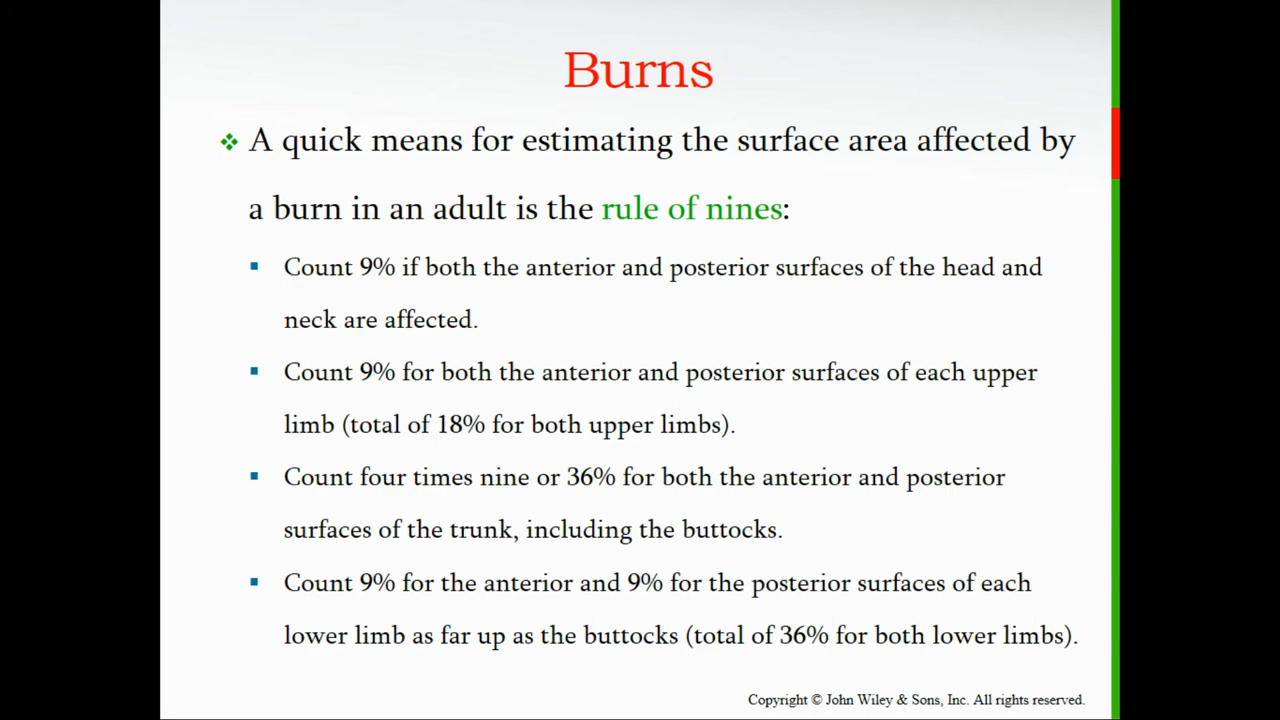 Burns
❖ A quick means for estimating the surface area affected by
a burn in an adult is the rule of nines:
▪ Count 9% if both the anterior and posterior surfaces of the head and
neck are affected.
▪ Count 9% for both the anterior and posterior surfaces of each upper
limb (total of 18% for both upper limbs).
▪ Count four times nine or 36% for both the anterior and posterior
surfaces of the trunk, including the buttocks.
▪ Count 9% for the anterior and 9% for the posterior surfaces of each
lower limb as far up as the buttocks (total of 36% for both lower limbs).
Copyright © John Wiley & Sons, Inc. All rights reserved.